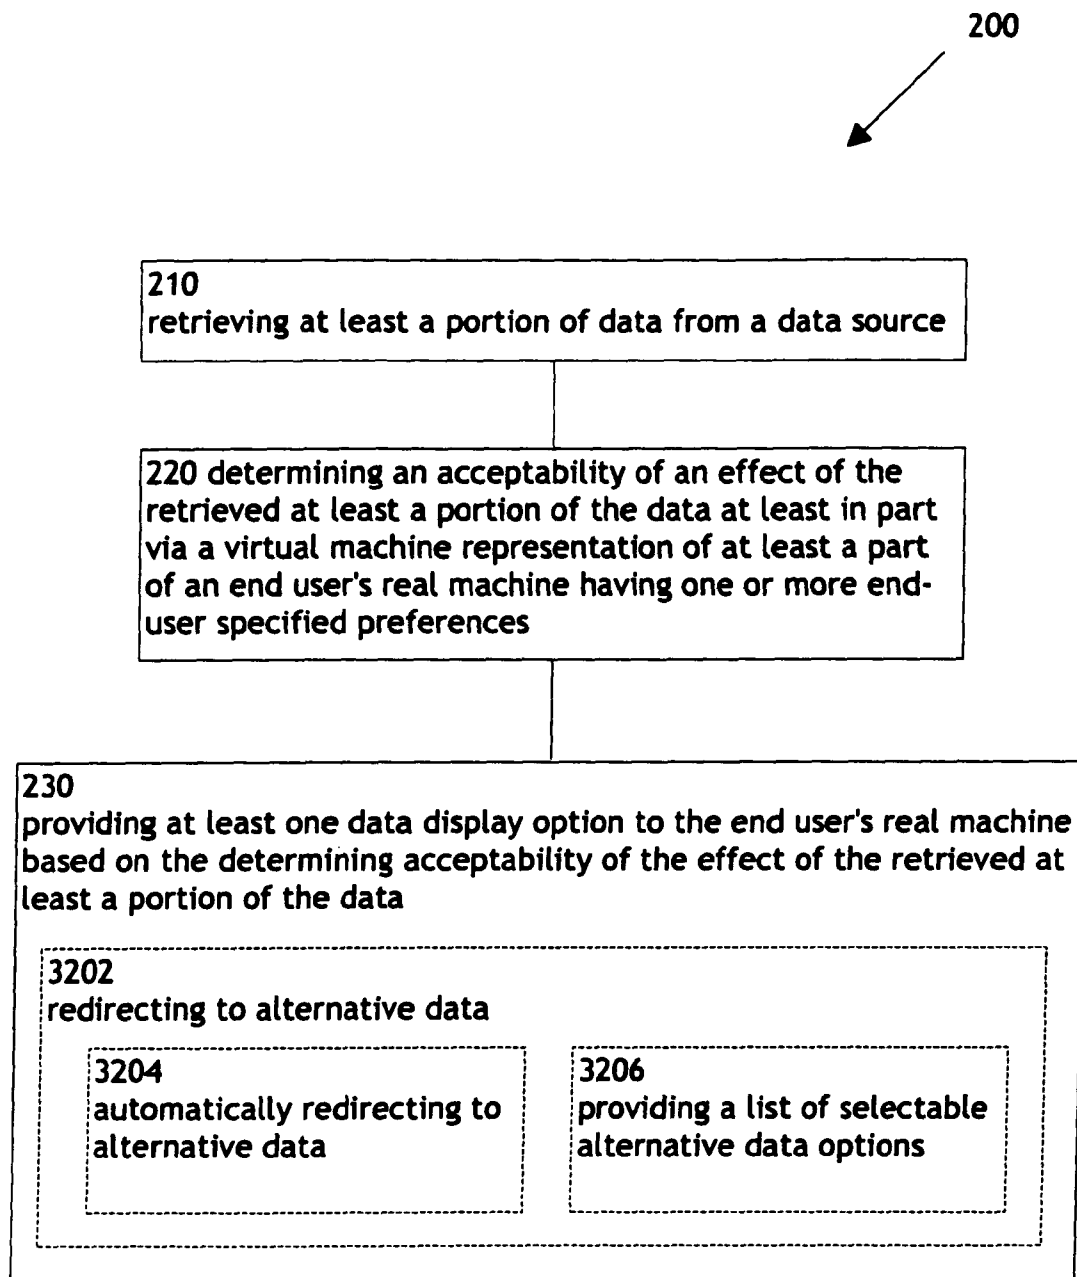 200
210
retrieving at least a portion of data from a data source
220 determining an acceptability of an effect of the
retrieved at least a portion of the data at least in part
via a virtual machine representation of at least a part
of an end user's real machine having one or more end-
user specified preferences
230
providing at least one data display option to the end user's real machine
based on the determining acceptability of the effect of the retrieved at
least a portion of the data
3202
redirecting to alternative data
3204
automatically redirecting to
alternative data
3206
providing a list of selectable
alternative data options